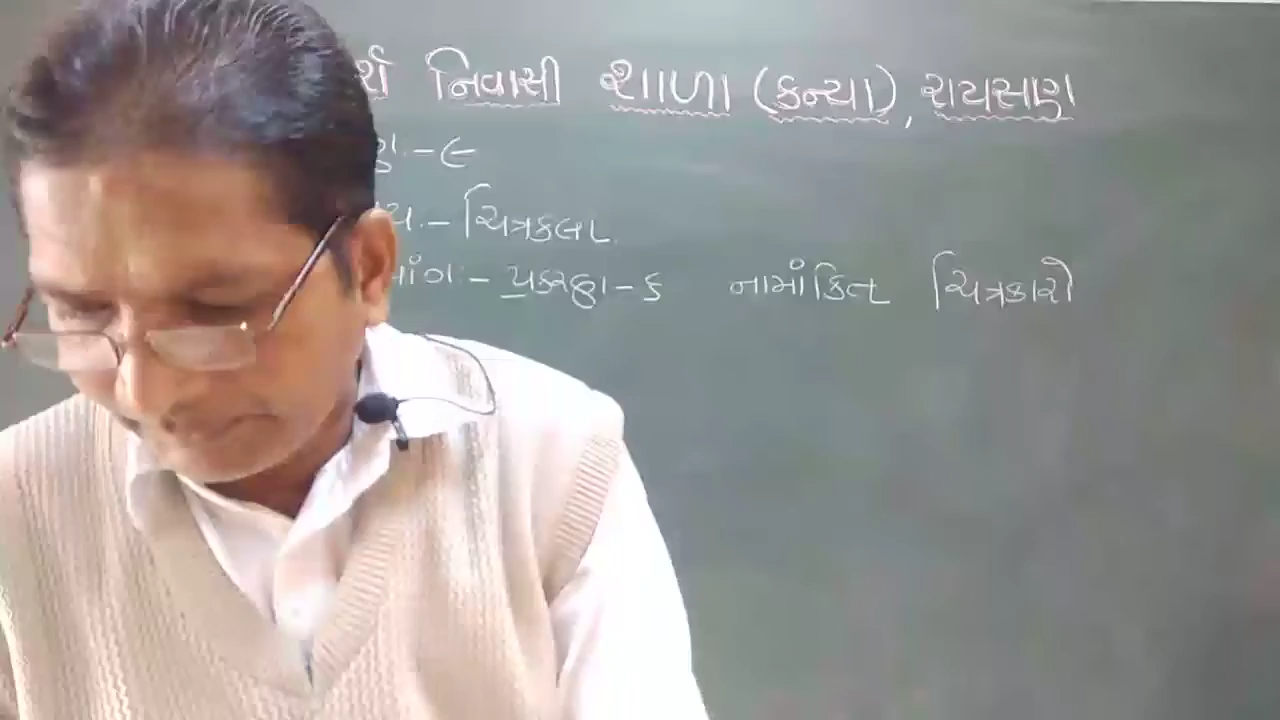 ર્શ નિવાસી શાળા (કન્યા), રાયસણ
ણ:- ૯
ય:- ચિત્રકલા
પ્રકરણ-૬ નામાંકિત ચિત્રકારો